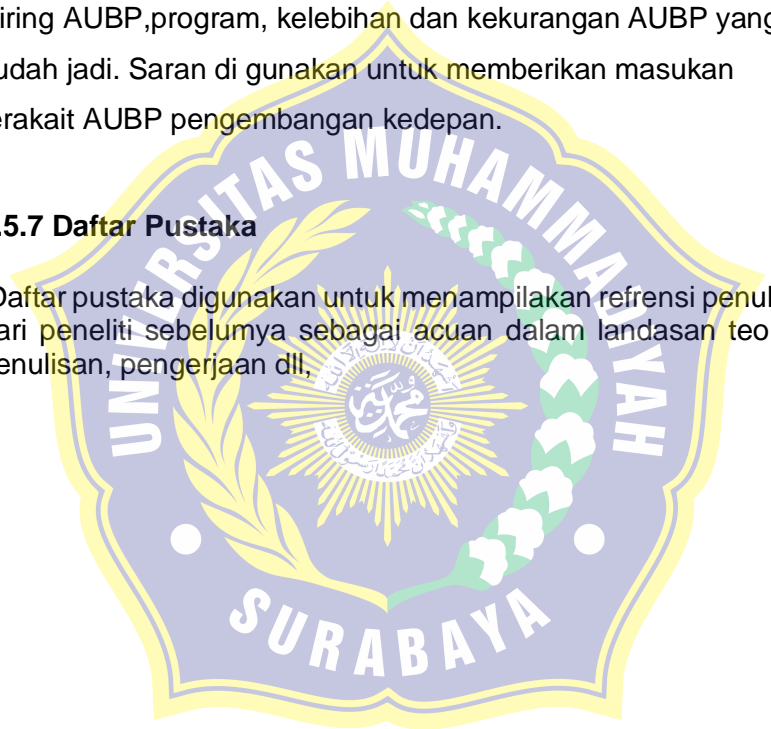 iring AUBP,program, kelebihan dan kekurangan AUBP yang
udah jadi. Saran di gunakan untuk memberikan masukan
erakait AUBP pengembangan kedepan.
.5.7 Daftar Pustaka
Daftar pustaka digunakan untuk menampilakan refrensi penul
ari peneliti sebelumya sebagai acuan dalam landasan teo
enulisan, pengerjaan dll,
UNIVERSITAS MUHAMMADIYAH
SURABAYA